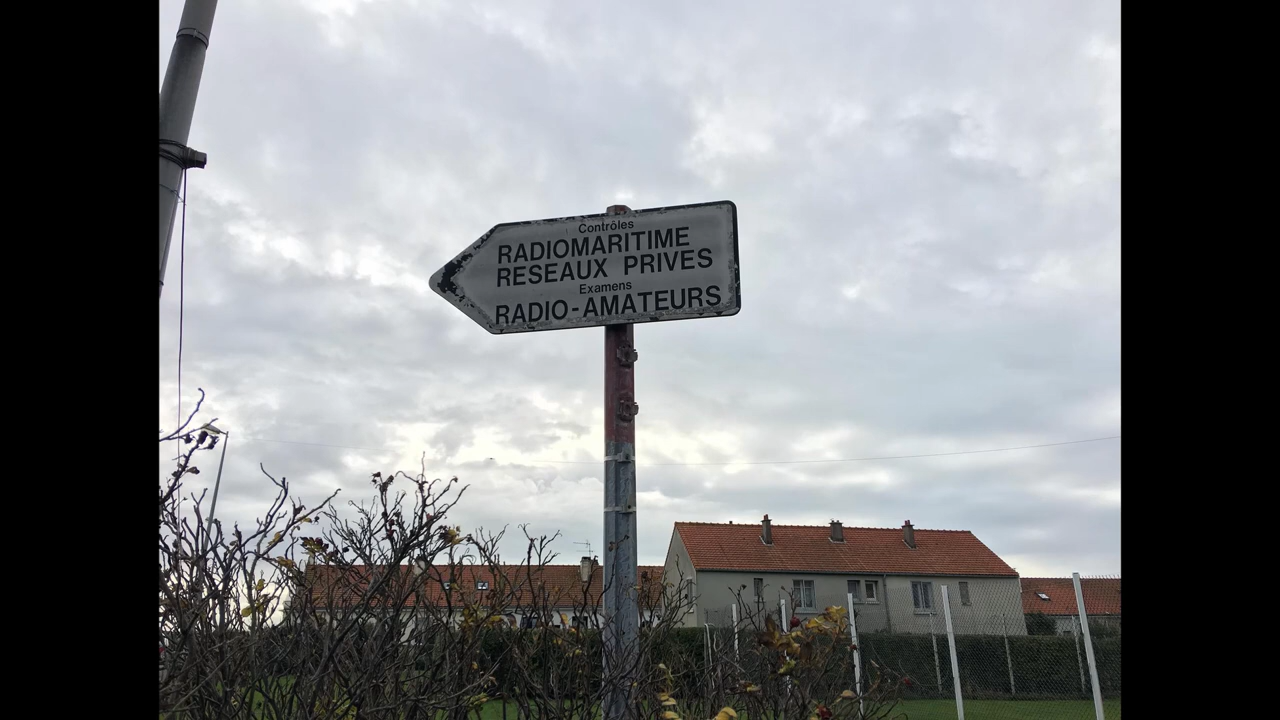 Contrôles
RADIOMARITIME
RESEAUX PRIVES
Examens
RADIO-AMATEURS